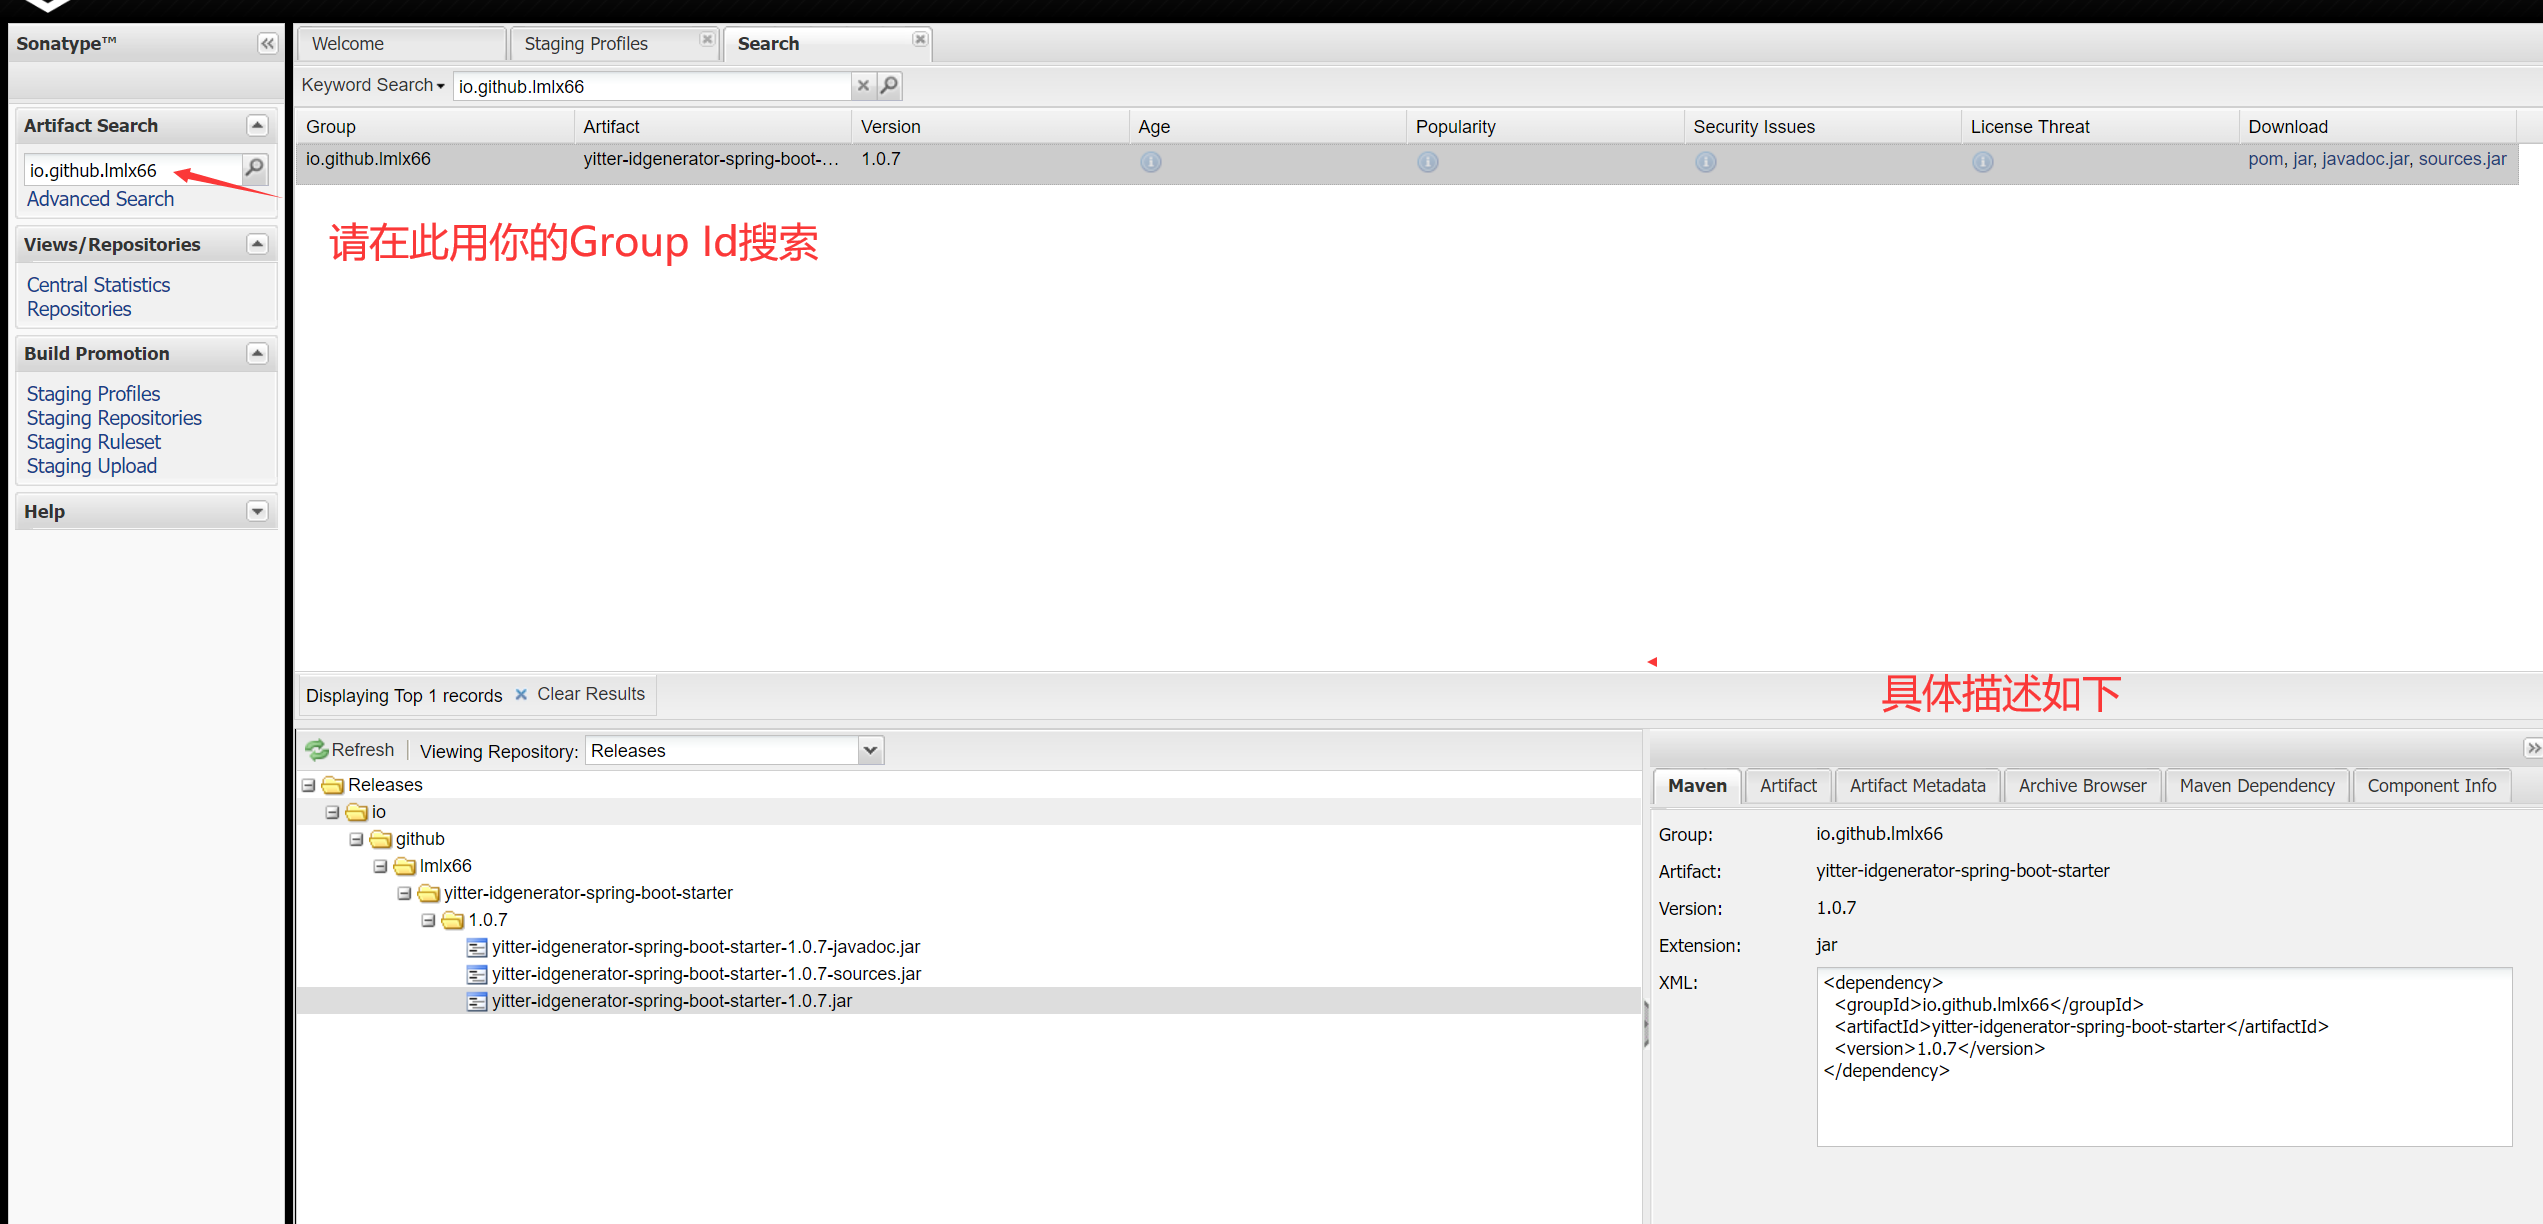 Sonatype™
Welcome
Staging Profiles
Search
Keyword Search
io.github.lmlx66
Artifact Search
io.github.lmlx66
Advanced Search
Views/Repositories
Central Statistics
Repositories
Build Promotion
Staging Profiles
Staging Repositories
Staging Ruleset
Staging Upload
Help
Group Artifact Version Age Popularity Security Issues License Threat Download
io.github.lmlx66 yitter-idgenerator-spring-boot-... 1.0.7 pom, jar, javadoc.jar, sources.jar
请在此用你的Group Id搜索
Displaying Top 1 records Clear Results
具体描述如下
Refresh Viewing Repository: Releases
Releases
io
github
lmlx66
yitter-idgenerator-spring-boot-starter
1.0.7
yitter-idgenerator-spring-boot-starter-1.0.7-javadoc.jar
yitter-idgenerator-spring-boot-starter-1.0.7-sources.jar
yitter-idgenerator-spring-boot-starter-1.0.7.jar
Maven Artifact Artifact Metadata Archive Browser Maven Dependency Component Info
Group: io.github.lmlx66
Artifact: yitter-idgenerator-spring-boot-starter
Version: 1.0.7
Extension: jar
XML:
<dependency>
<groupId>io.github.lmlx66</groupId>
<artifactId>yitter-idgenerator-spring-boot-starter</artifactId>
<version>1.0.7</version>
</dependency>